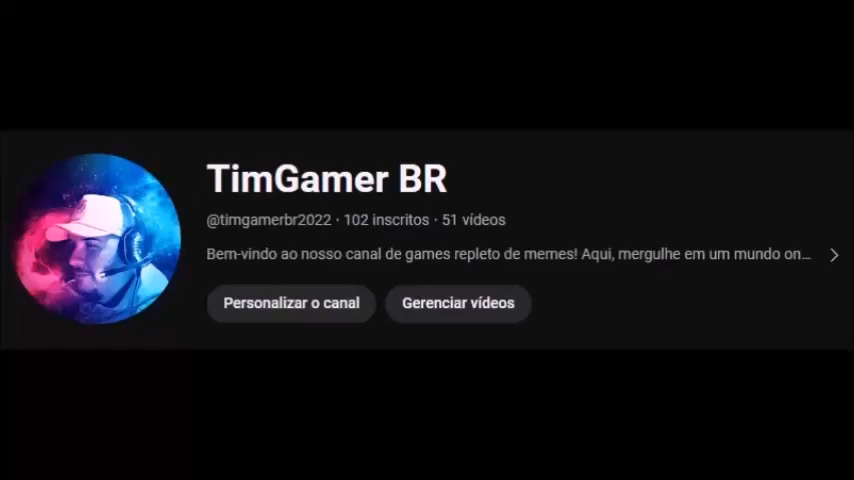 TimGamer BR
@timgamerbr2022 · 102 inscritos · 51 vídeos
Bem-vindo ao nosso canal de games repleto de memes! Aqui, mergulhe em um mundo on...
Personalizar o canal
Gerenciar vídeos